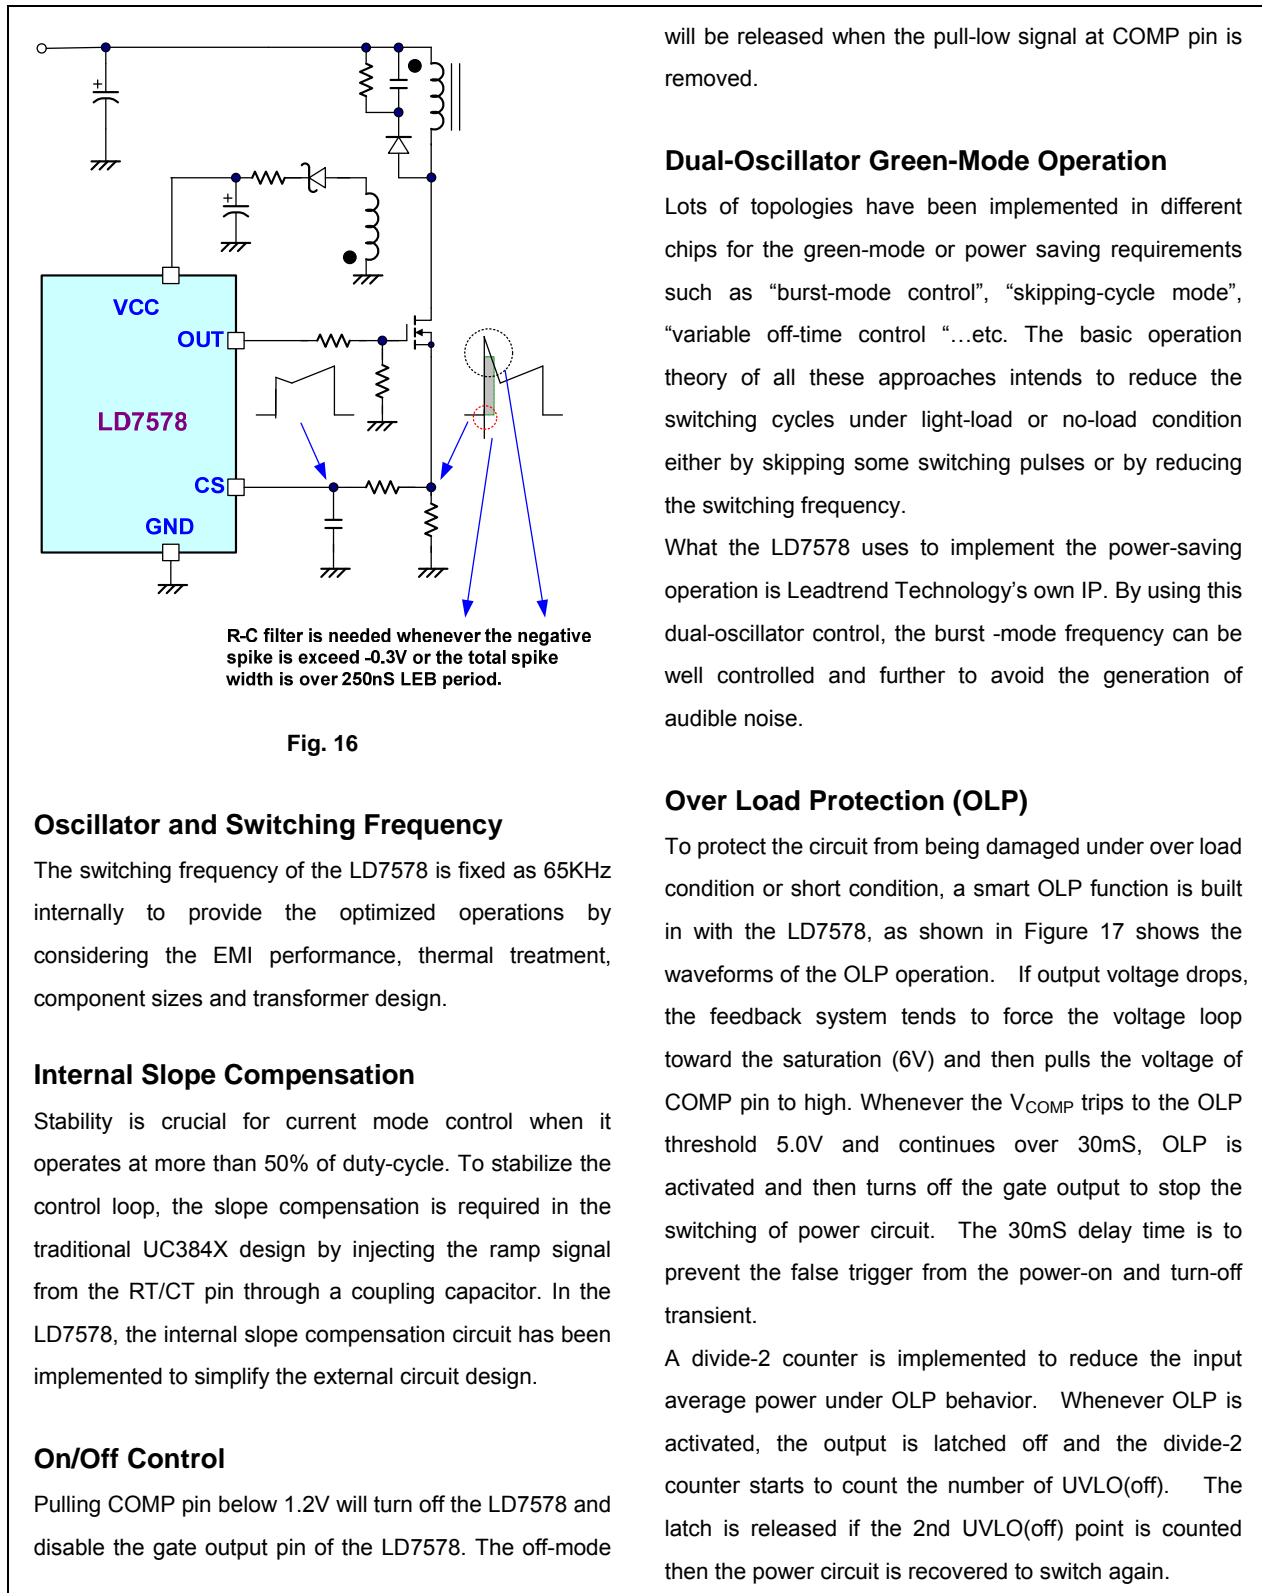 +
+
VCC
OUT
LD7578
CS
GND
R-C filter is needed whenever the negative
spike is exceed -0.3V or the total spike
width is over 250nS LEB period.
Fig. 16
Oscillator and Switching Frequency
The switching frequency of the LD7578 is fixed as 65KHz
internally to provide the optimized operations by
considering the EMI performance, thermal treatment,
component sizes and transformer design.
Internal Slope Compensation
Stability is crucial for current mode control when it
operates at more than 50% of duty-cycle. To stabilize the
control loop, the slope compensation is required in the
traditional UC384X design by injecting the ramp signal
from the RT/CT pin through a coupling capacitor. In the
LD7578, the internal slope compensation circuit has been
implemented to simplify the external circuit design.
On/Off Control
Pulling COMP pin below 1.2V will turn off the LD7578 and
disable the gate output pin of the LD7578. The off-mode
will be released when the pull-low signal at COMP pin is
removed.
Dual-Oscillator Green-Mode Operation
Lots of topologies have been implemented in different
chips for the green-mode or power saving requirements
such as “burst-mode control”, “skipping-cycle mode”,
“variable off-time control “…etc. The basic operation
theory of all these approaches intends to reduce the
switching cycles under light-load or no-load condition
either by skipping some switching pulses or by reducing
the switching frequency.
What the LD7578 uses to implement the power-saving
operation is Leadtrend Technology’s own IP. By using this
dual-oscillator control, the burst -mode frequency can be
well controlled and further to avoid the generation of
audible noise.
Over Load Protection (OLP)
To protect the circuit from being damaged under over load
condition or short condition, a smart OLP function is built
in with the LD7578, as shown in Figure 17 shows the
waveforms of the OLP operation. If output voltage drops,
the feedback system tends to force the voltage loop
toward the saturation (6V) and then pulls the voltage of
COMP pin to high. Whenever the VCOMP trips to the OLP
threshold 5.0V and continues over 30mS, OLP is
activated and then turns off the gate output to stop the
switching of power circuit. The 30mS delay time is to
prevent the false trigger from the power-on and turn-off
transient.
A divide-2 counter is implemented to reduce the input
average power under OLP behavior. Whenever OLP is
activated, the output is latched off and the divide-2
counter starts to count the number of UVLO(off). The
latch is released if the 2nd UVLO(off) point is counted
then the power circuit is recovered to switch again.